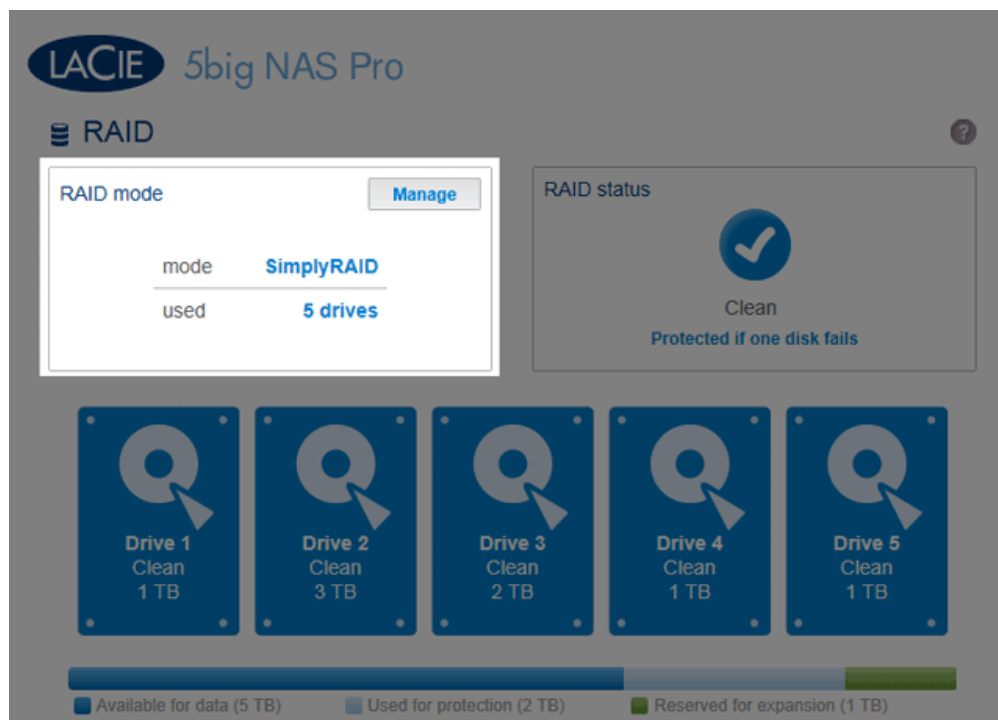 LACIE 5big NAS Pro
RAID
?
RAID mode
Manage
mode SimplyRAID
used 5 drives
RAID status
Clean
Protected if one disk fails
Drive 1
Clean
1 TB
Drive 2
Clean
3 TB
Drive 3
Clean
2 TB
Drive 4
Clean
1 TB
Drive 5
Clean
1 TB
Available for data (5 TB) Used for protection (2 TB) Reserved for expansion (1 TB)